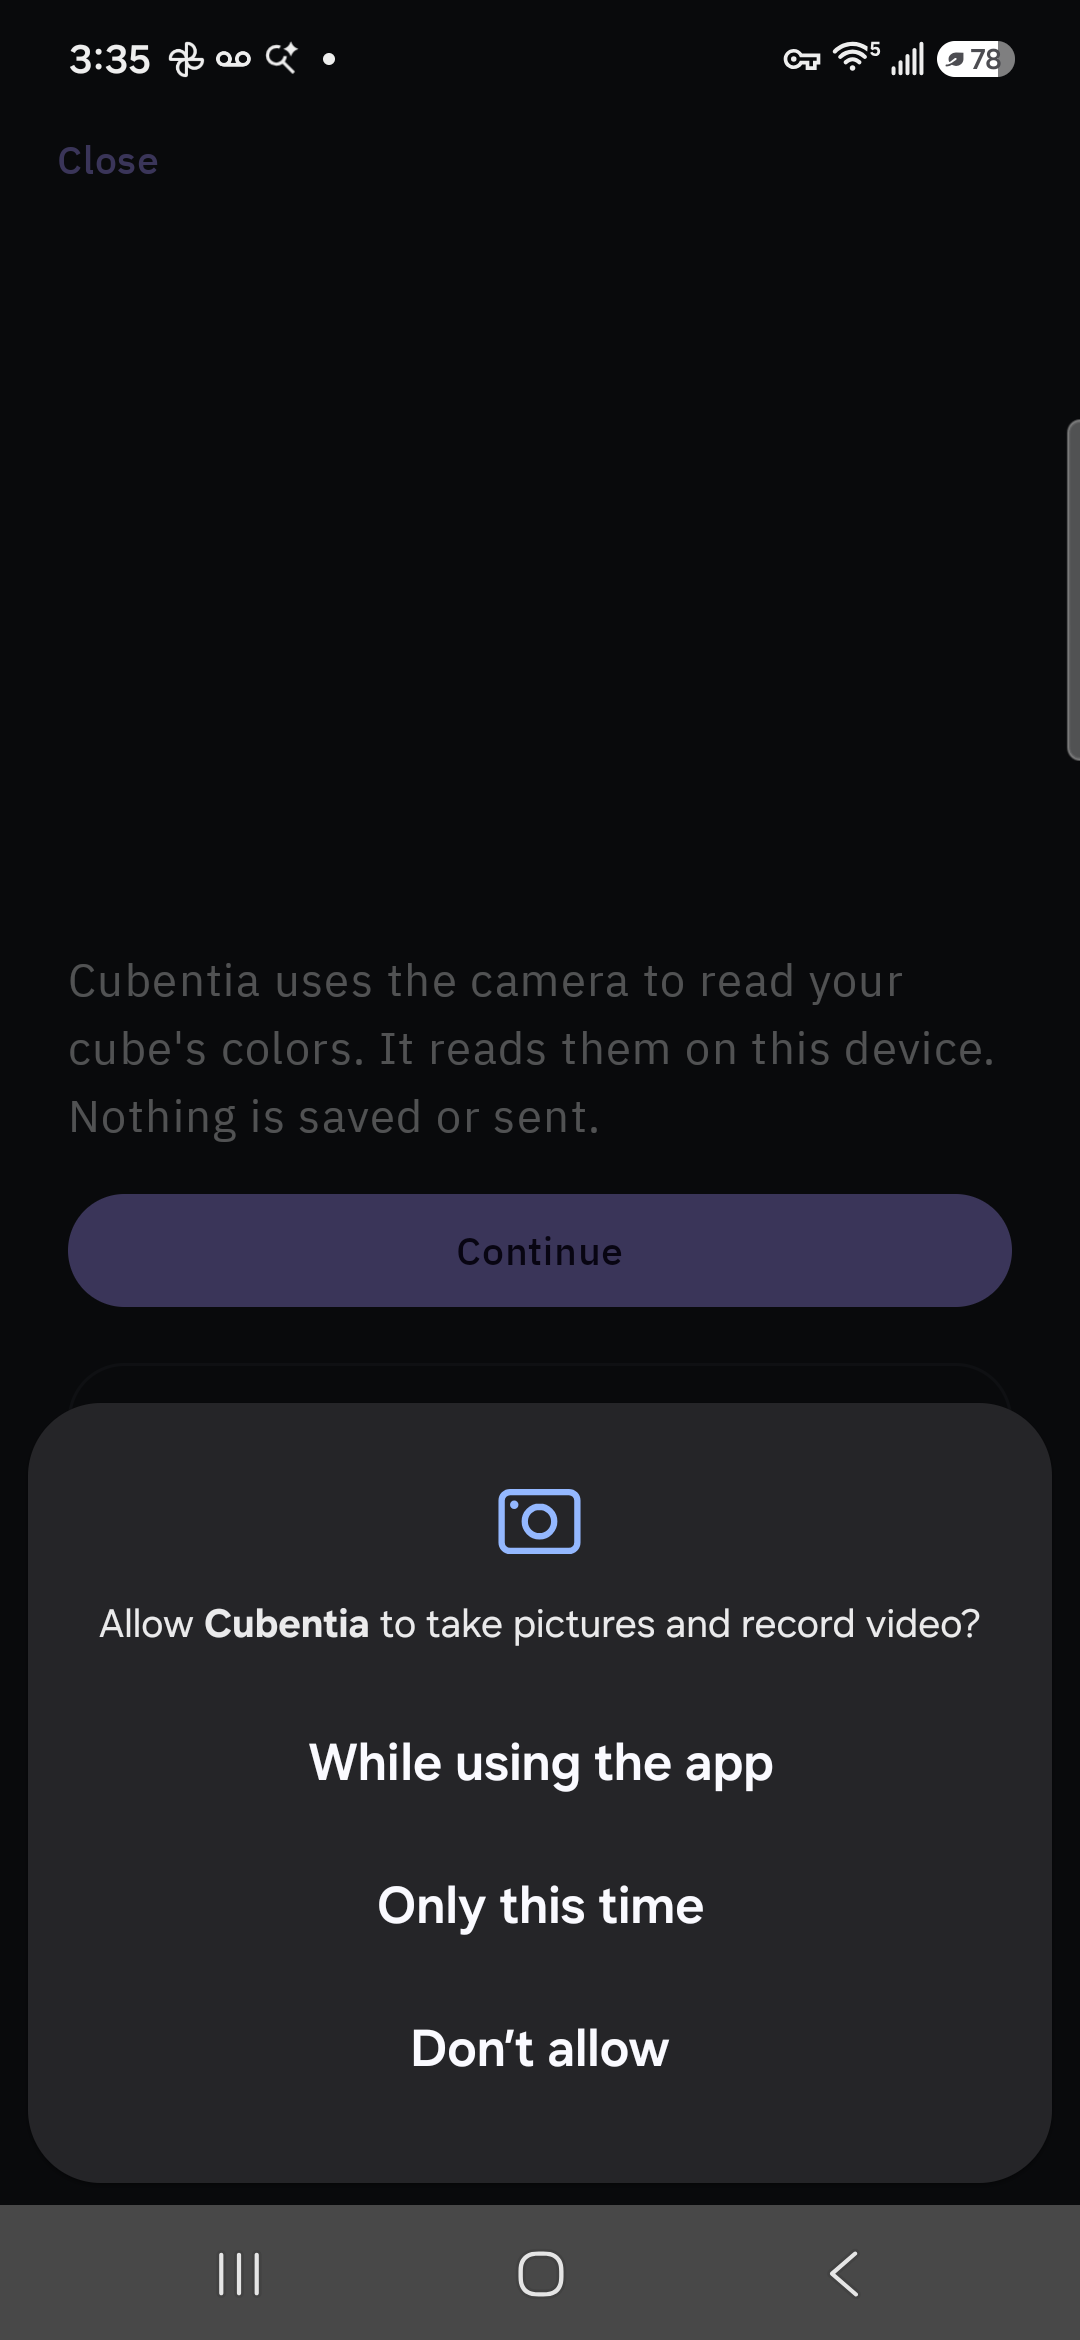 3:35
5
78
Close
Cubentia uses the camera to read your
cube's colors. It reads them on this device.
Nothing is saved or sent.
Continue
Allow Cubentia to take pictures and record video?
While using the app
Only this time
Don’t allow